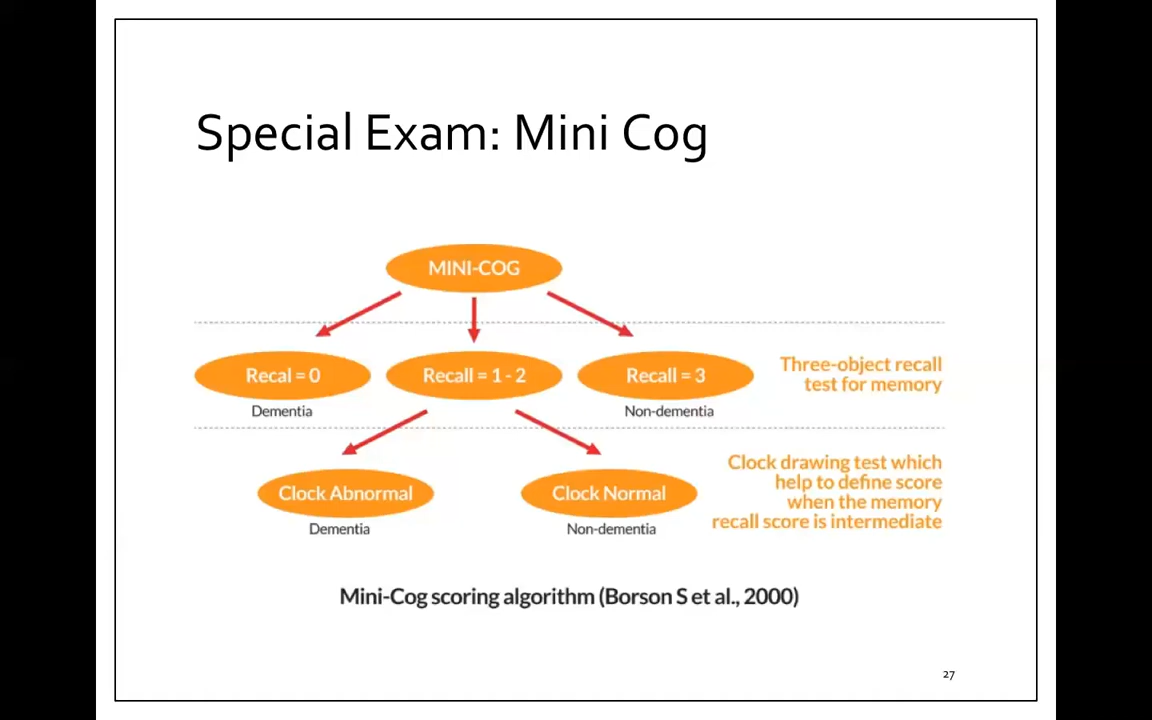 Special Exam: Mini Cog
MINI-COG
Recal = 0
Recall = 1 - 2
Recall = 3
Three-object recall
test for memory
Dementia
Non-dementia
Clock drawing test which
help to define score
when the memory
recall score is intermediate
Clock Abnormal
Clock Normal
Dementia
Non-dementia
Mini-Cog scoring algorithm (Borson S et al., 2000)
27